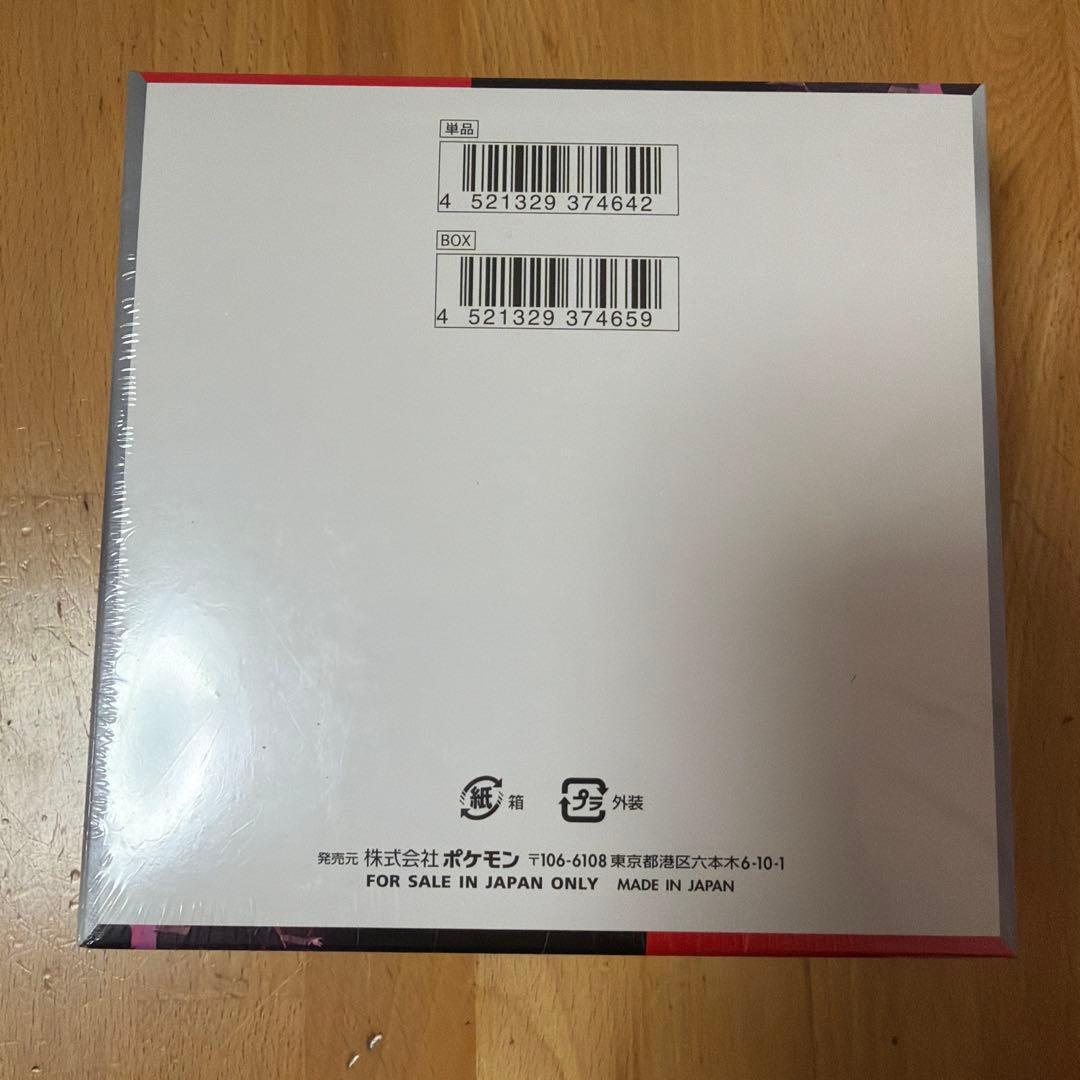 単品
4 521329 374642
BOX
4 521329 374659
紙 箱 プラ 外装
発売元 株式会社 ポケモン 〒106-6108 東京都港区六本木6-10-1
FOR SALE IN JAPAN ONLY MADE IN JAPAN